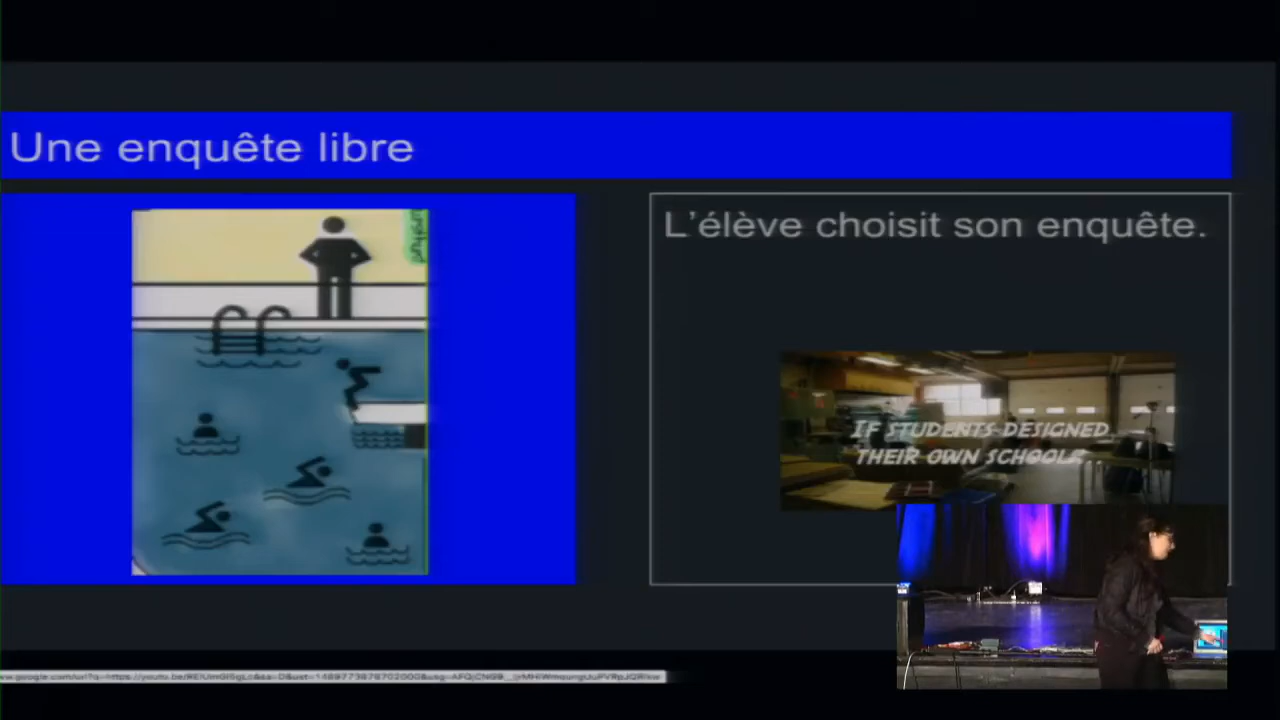 Une enquête libre
L'élève choisit son enquête.
IF STUDENTS DESIGNED
THEIR OWN SCHOOLS